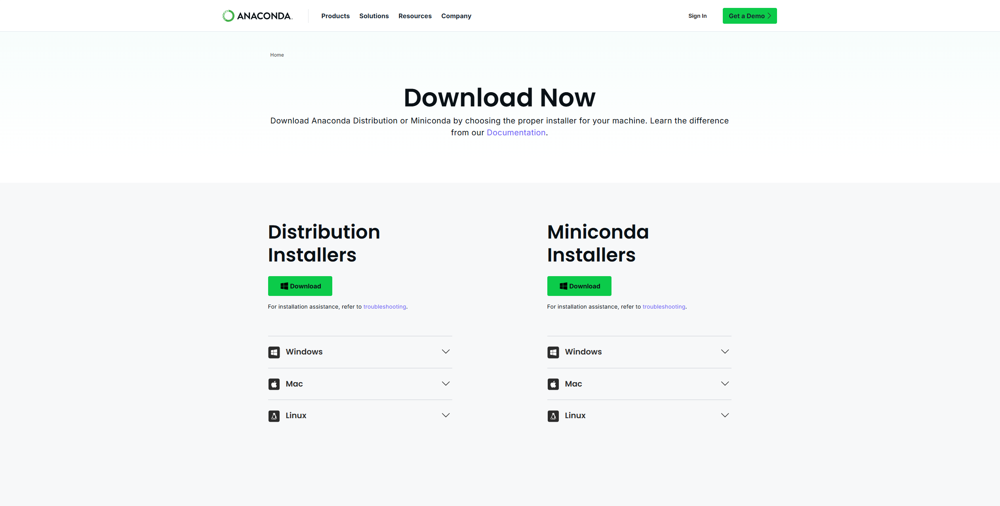 ANACONDA.
Products
Solutions
Resources
Company
Sign In
Get a Demo
Home
Download Now
Download Anaconda Distribution or Miniconda by choosing the proper installer for your machine. Learn the difference
from our Documentation.
Distribution
Installers
Download
For installation assistance, refer to troubleshooting.
Windows
Mac
Linux
Miniconda
Installers
Download
For installation assistance, refer to troubleshooting.
Windows
Mac
Linux